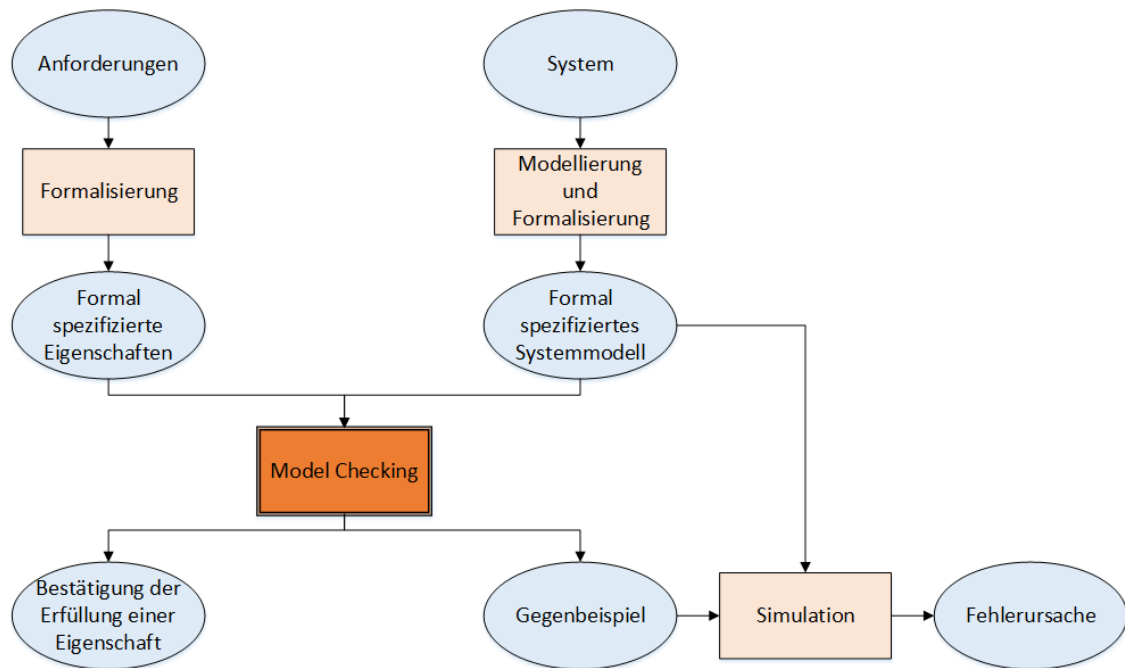 Anforderungen
System
Formalisierung
Modellierung
und
Formalisierung
Formal
spezifizierte
Eigenschaften
Formal
spezifiziertes
Systemmodell
Model Checking
Bestätigung der
Erfüllung einer
Eigenschaft
Gegenbeispiel
Simulation
Fehlerursache